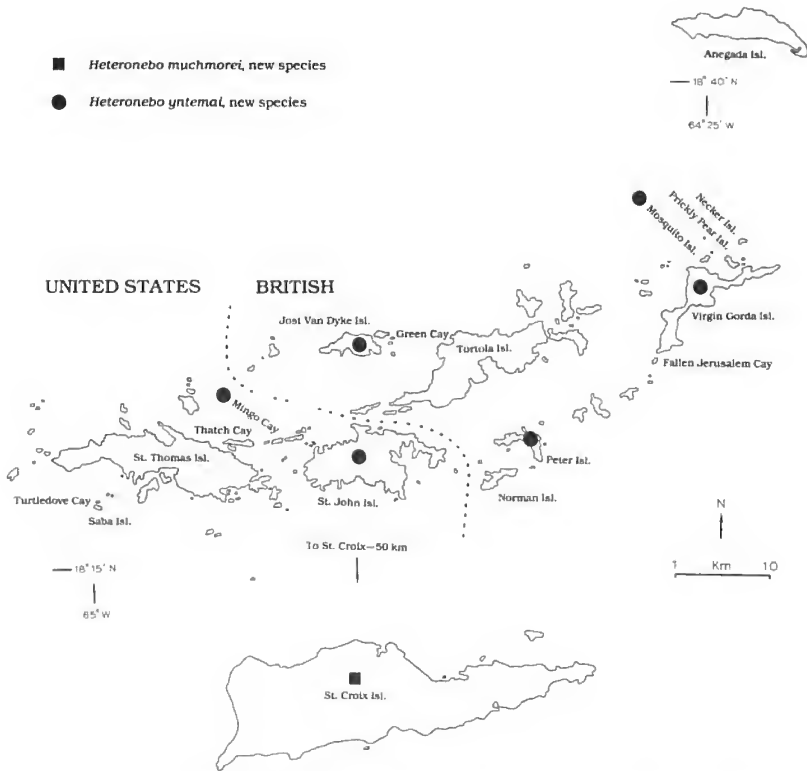 Anegada Isl.
18° 40' N
64° 25' W
Heteronebo muchmorei, new species
Heteronebo yntemai, new species
Necker Isl.
Prickly Pear Isl.
Mosquito Isl.
UNITED STATES BRITISH
Virgin Gorda Isl.
Jost Van Dyke Isl.
Green Cay
Tortola Isl.
Fallen Jerusalem Cay
Mingo Cay
Thatch Cay
St. Thomas Isl.
Peter Isl.
Turtledove Cay
St. John Isl.
Norman Isl.
Saba Isl.
N
To St. Croix—50 km
18° 15' N
65° W
1 Km 10
St. Croix Isl.